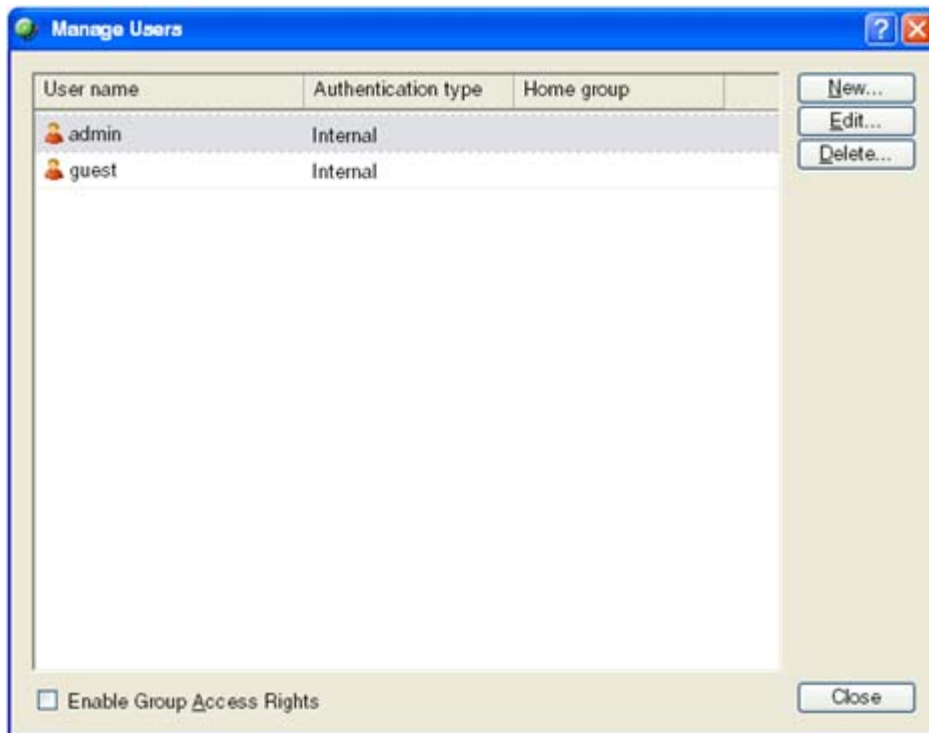 Manage Users
?
User name Authentication type Home group
admin Internal
guest Internal
New...
Edit...
Delete...
Enable Group Access Rights
Close